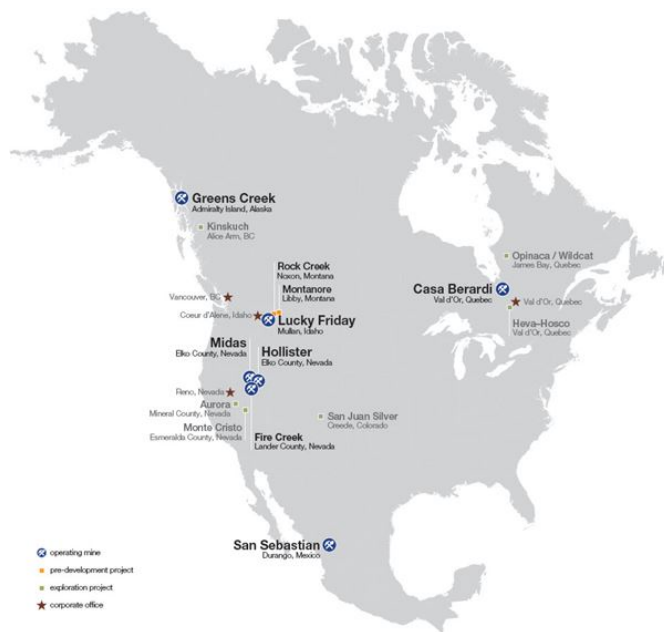 Greens Creek
Admiralty Island, Alaska
Kinskuch
Alice Arm, BC
Opinaca / Wildcat
James Bay, Quebec
Rock Creek
Noxon, Montana
Casa Berardi
Val d'Or, Quebec
Montanore
Libby, Montana
Vancouver, BC
Val d'Or, Quebec
Coeur d'Alene, Idaho
Lucky Friday
Mullan, Idaho
Heva-Hosco
Val d'Or, Quebec
Midas
Elko County, Nevada
Hollister
Elko County, Nevada
Reno, Nevada
Aurora
Mineral County, Nevada
San Juan Silver
Creede, Colorado
Monte Cristo
Esmeralda County, Nevada
Fire Creek
Lander County, Nevada
San Sebastian
Durango, Mexico
operating mine
pre-development project
exploration project
corporate office